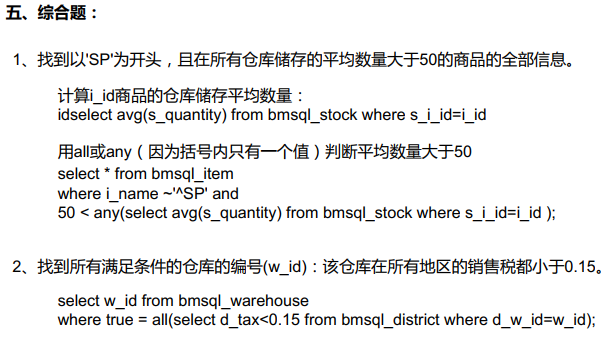 五、综合题：
1、找到以'SP'为开头，且在所有仓库储存的平均数量大于50的商品的全部信息。
计算i_id商品的仓库储存平均数量：
idselect avg(s_quantity) from bmsql_stock where s_i_id=i_id
用all或any（因为括号内只有一个值）判断平均数量大于50
select * from bmsql_item
where i_name ~'^SP' and
50 < any(select avg(s_quantity) from bmsql_stock where s_i_id=i_id );
2、找到所有满足条件的仓库的编号(w_id)：该仓库在所有地区的销售税都小于0.15。
select w_id from bmsql_warehouse
where true = all(select d_tax<0.15 from bmsql_district where d_w_id=w_id);